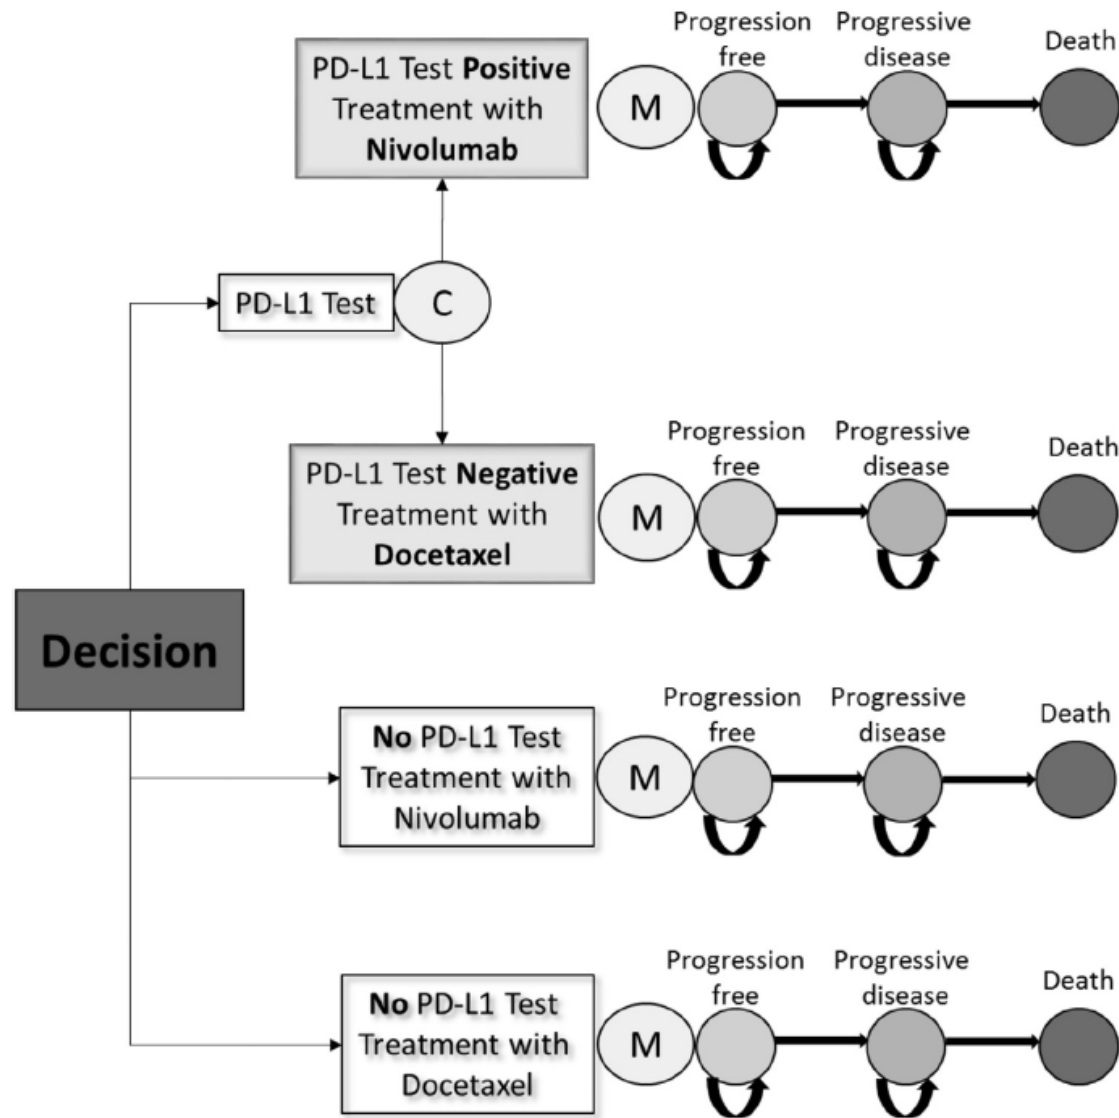 Progression
free
Progressive
disease
Death
PD-L1 Test Positive
Treatment with
Nivolumab
M
PD-L1 Test
C
Progression
free
Progressive
disease
Death
PD-L1 Test Negative
Treatment with
Docetaxel
M
Decision
Progression
free
Progressive
disease
Death
No PD-L1 Test
Treatment with
Nivolumab
M
Progression
free
Progressive
disease
Death
No PD-L1 Test
Treatment with
Docetaxel
M